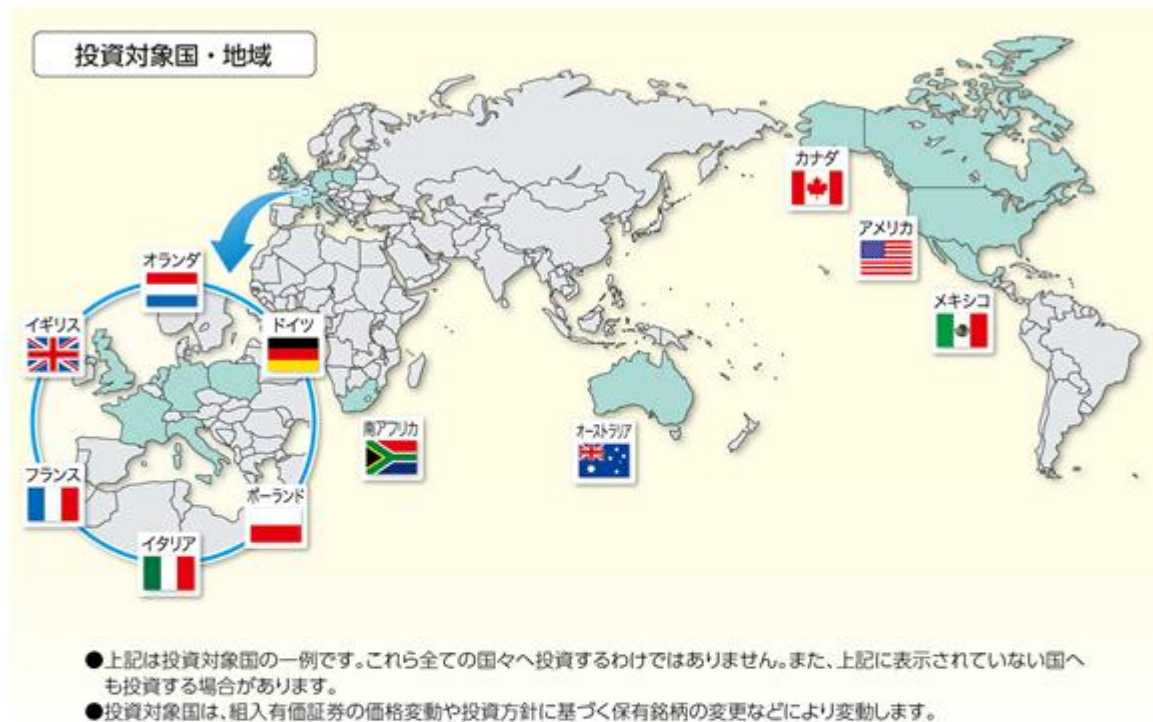 投資対象国・地域
カナダ
アメリカ
メキシコ
オランダ
イギリス
ドイツ
南アフリカ
オーストラリア
フランス
ポーランド
イタリア
●上記は投資対象国の一例です。これら全ての国々へ投資するわけではありません。また、上記に表示されていない国へ
も投資する場合があります。
●投資対象国は、組入有価証券の価格変動や投資方針に基づく保有銘柄の変更などにより変動します。